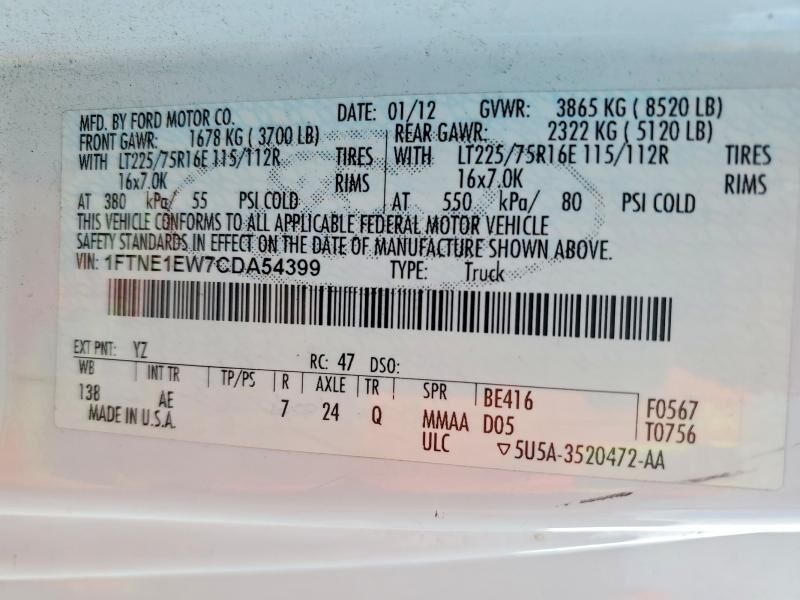 MFD. BY FORD MOTOR CO. DATE: 01/12 GVWR: 3865 KG ( 8520 LB)
FRONT GAWR: 1678 KG ( 3700 LB) REAR GAWR: 2322 KG ( 5120 LB)
WITH LT225/75R16E 115/112R TIRES WITH LT225/75R16E 115/112R TIRES
16x7.0K RIMS 16x7.0K RIMS
AT 380 kPa/ 55 PSI COLD AT 550 kPa/ 80 PSI COLD
THIS VEHICLE CONFORMS TO ALL APPLICABLE FEDERAL MOTOR VEHICLE
SAFETY STANDARDS IN EFFECT ON THE DATE OF MANUFACTURE SHOWN ABOVE.
VIN: 1FTNE1EW7CDA54399 TYPE: Truck
EXT PNT: YZ RC: 47 DSO:
WB INT TR TP/PS R AXLE TR SPR BE416 F0567
138 AE 7 24 Q MMAA D05 T0756
MADE IN U.S.A. ULC ▽5U5A-3520472-AA